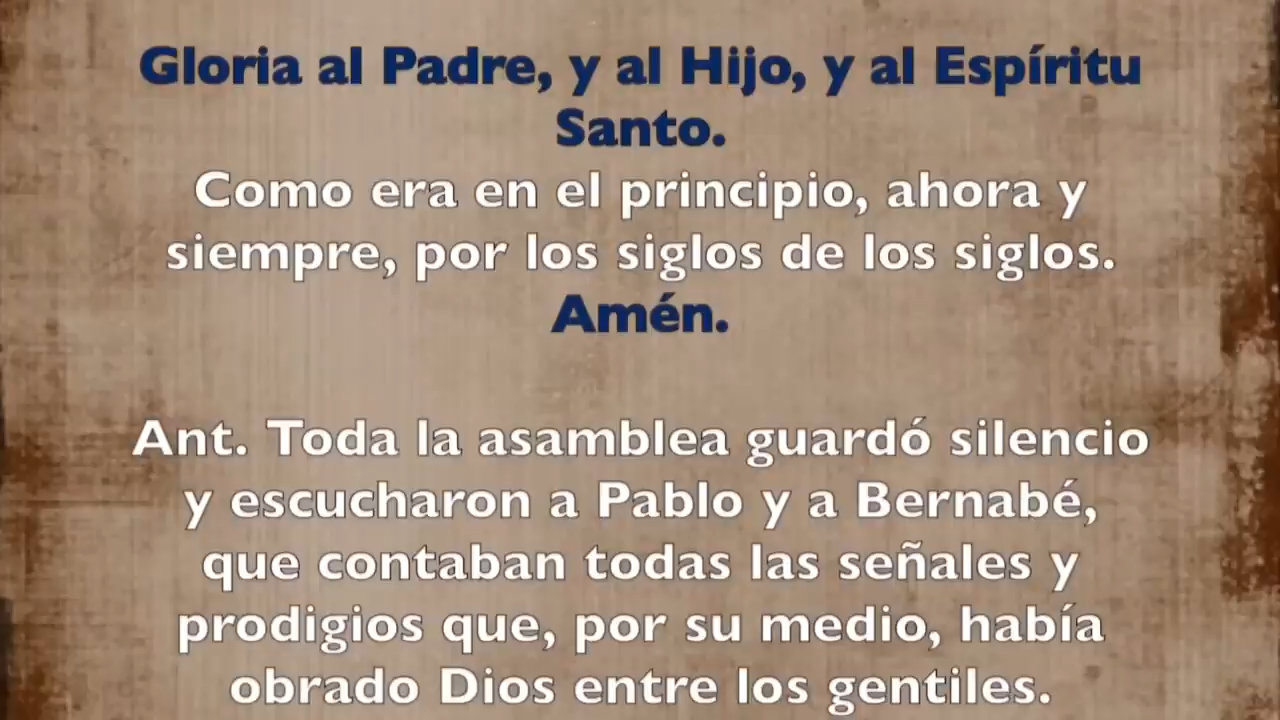 Gloria al Padre, y al Hijo, y al Espíritu
Santo.
Como era en el principio, ahora y
siempre, por los siglos de los siglos.
Amén.
Ant. Toda la asamblea guardó silencio
y escucharon a Pablo y a Bernabé,
que contaban todas las señales y
prodigios que, por su medio, había
obrado Dios entre los gentiles.